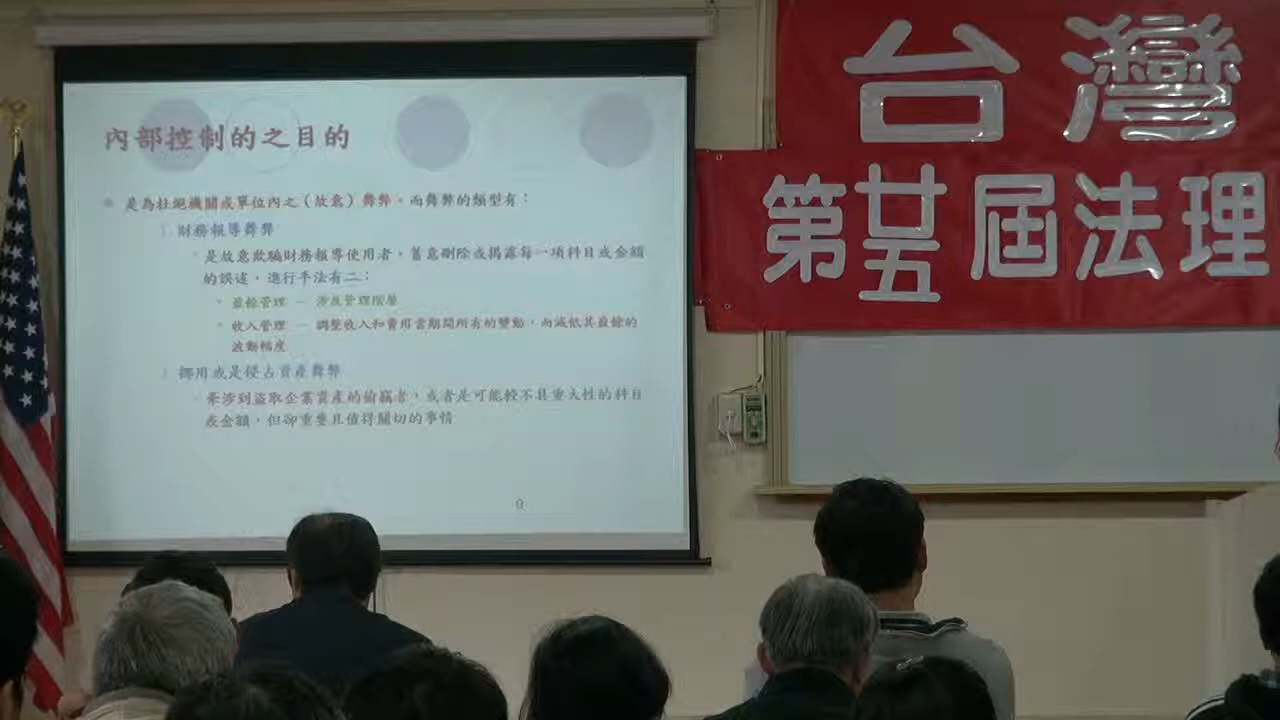 內部控制的之目的
是為杜絕機關或單位內之（故意）舞弊。而舞弊的類型有：
財務報導舞弊
是故意欺騙財務報導使用者，蓄意刪除或揭露每一項科目或金額
的誤述。進行手法有二：
盈餘管理 — 涉及管理階層
收入管理 — 調整收入和費用當期間所有的變動，而減低其盈餘的
波動幅度
挪用或是侵占資產舞弊
牽涉到盜取企業資產的偷竊者，或者是可能較不具重大性的科目
或金額，但卻重要且值得關切的事情
9
台灣
第廿五屆法理